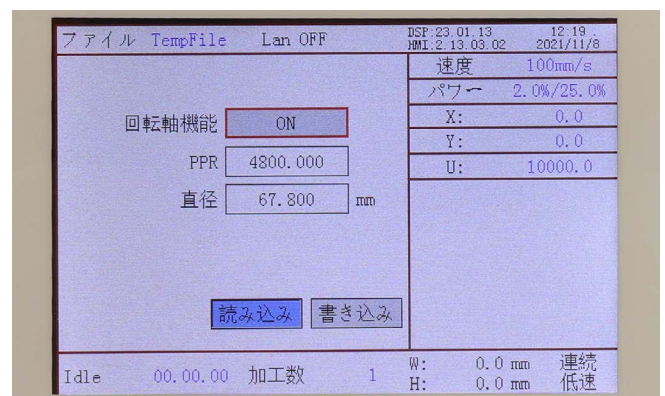 ファイル TempFile Lan OFF
DSP:23.01.13 12:19
HMI:2.13.03.02 2021/11/8
速度 100mm/s
パワー 2.0%/25.0%
X: 0.0
Y: 0.0
U: 10000.0
回転軸機能 ON
PPR 4800.000
直径 67.800 mm
読み込み 書き込み
Idle 00.00.00 加工数 1
W: 0.0 mm 連続
H: 0.0 mm 低速